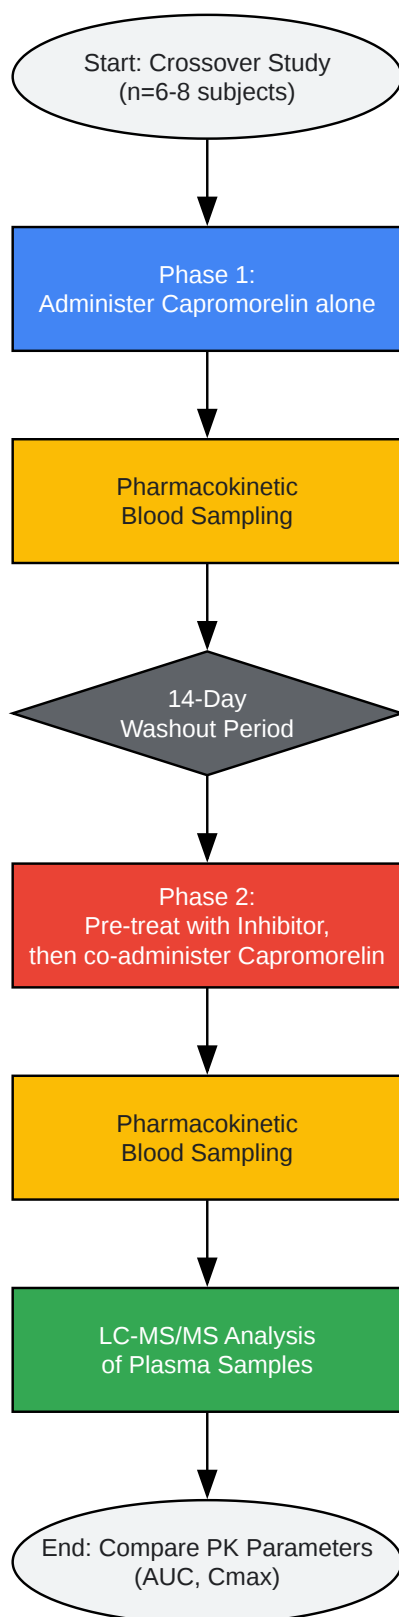 Start: Crossover Study
(n=6-8 subjects)
Phase 1:
Administer Capromorelin alone
Pharmacokinetic
Blood Sampling
14-Day
Washout Period
Phase 2:
Pre-treat with Inhibitor,
then co-administer Capromorelin
Pharmacokinetic
Blood Sampling
LC-MS/MS Analysis
of Plasma Samples
End: Compare PK Parameters
(AUC, Cmax)